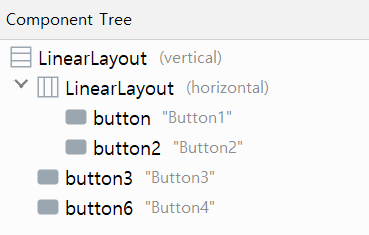 Component Tree
LinearLayout (vertical)
LinearLayout (horizontal)
button "Button1"
button2 "Button2"
button3 "Button3"
button6 "Button4"